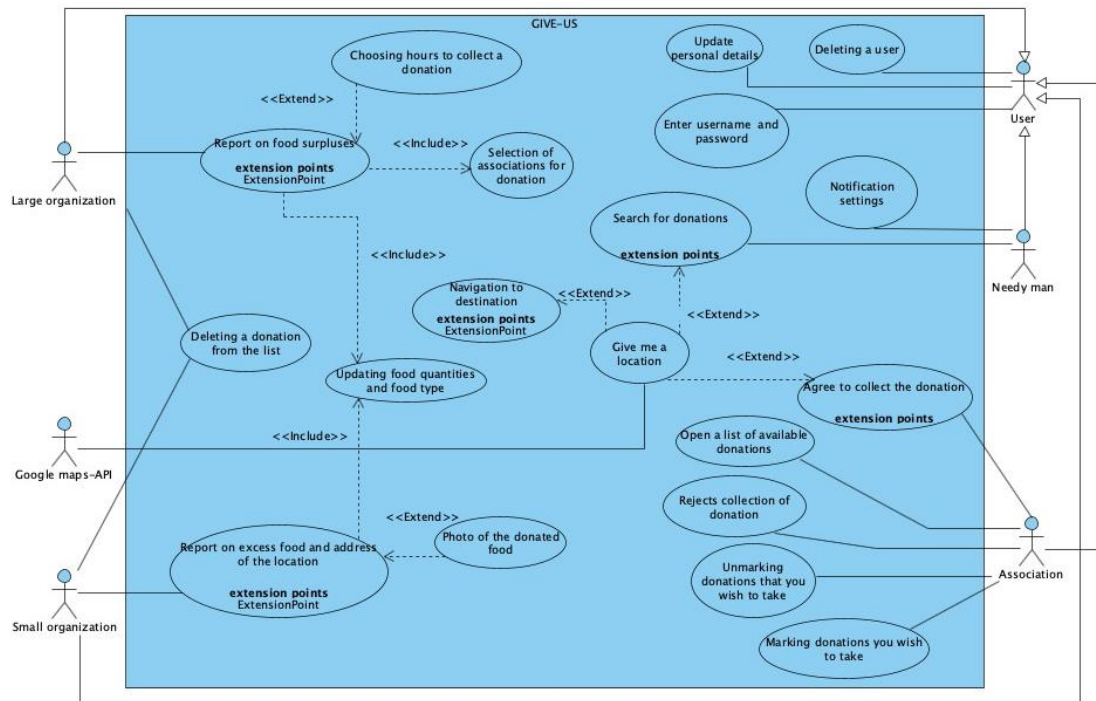 GIVE-US
Choosing hours to collect a
donation
Update
personal details
Deleting a user
User
<<Extend>>
Enter username and
password
Report on food surpluses
extension points
ExtensionPoint
<<Include>>
Selection of
associations for
donation
Large organization
Notification
settings
Search for donations
extension points
Needy man
<<Include>>
Navigation to
destination
extension points
ExtensionPoint
<<Extend>>
<<Extend>>
Give me a
location
Deleting a donation
from the list
<<Extend>>
Updating food quantities
and food type
Agree to collect the donation
extension points
<<Include>>
Google maps-API
Open a list of available
donations
Rejects collection of
donation
<<Extend>>
Photo of the donated
food
Report on excess food and address
of the location
extension points
ExtensionPoint
Small organization
Unmarking
donations that you
wish to take
Association
Marking donations you wish
to take